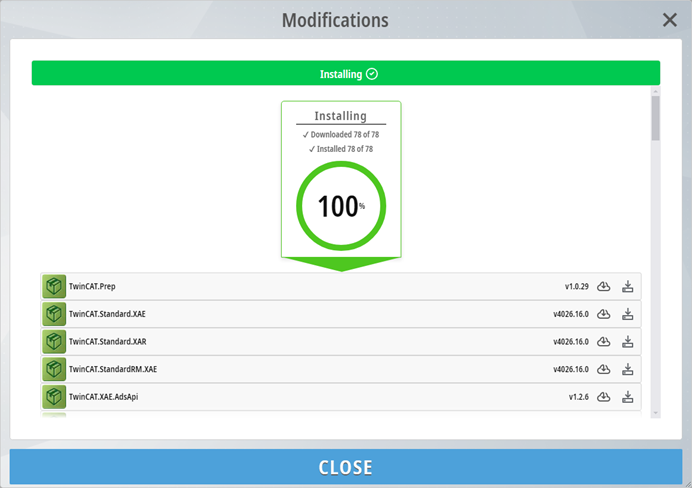 Modifications
Installing
Installing
✓ Downloaded 78 of 78
✓ Installed 78 of 78
100%
TwinCAT.Prep v1.0.29
TwinCAT.Standard.XAE v4026.16.0
TwinCAT.Standard.XAR v4026.16.0
TwinCAT.StandardRM.XAE v4026.16.0
TwinCAT.XAE.AdsApi v1.2.6
CLOSE